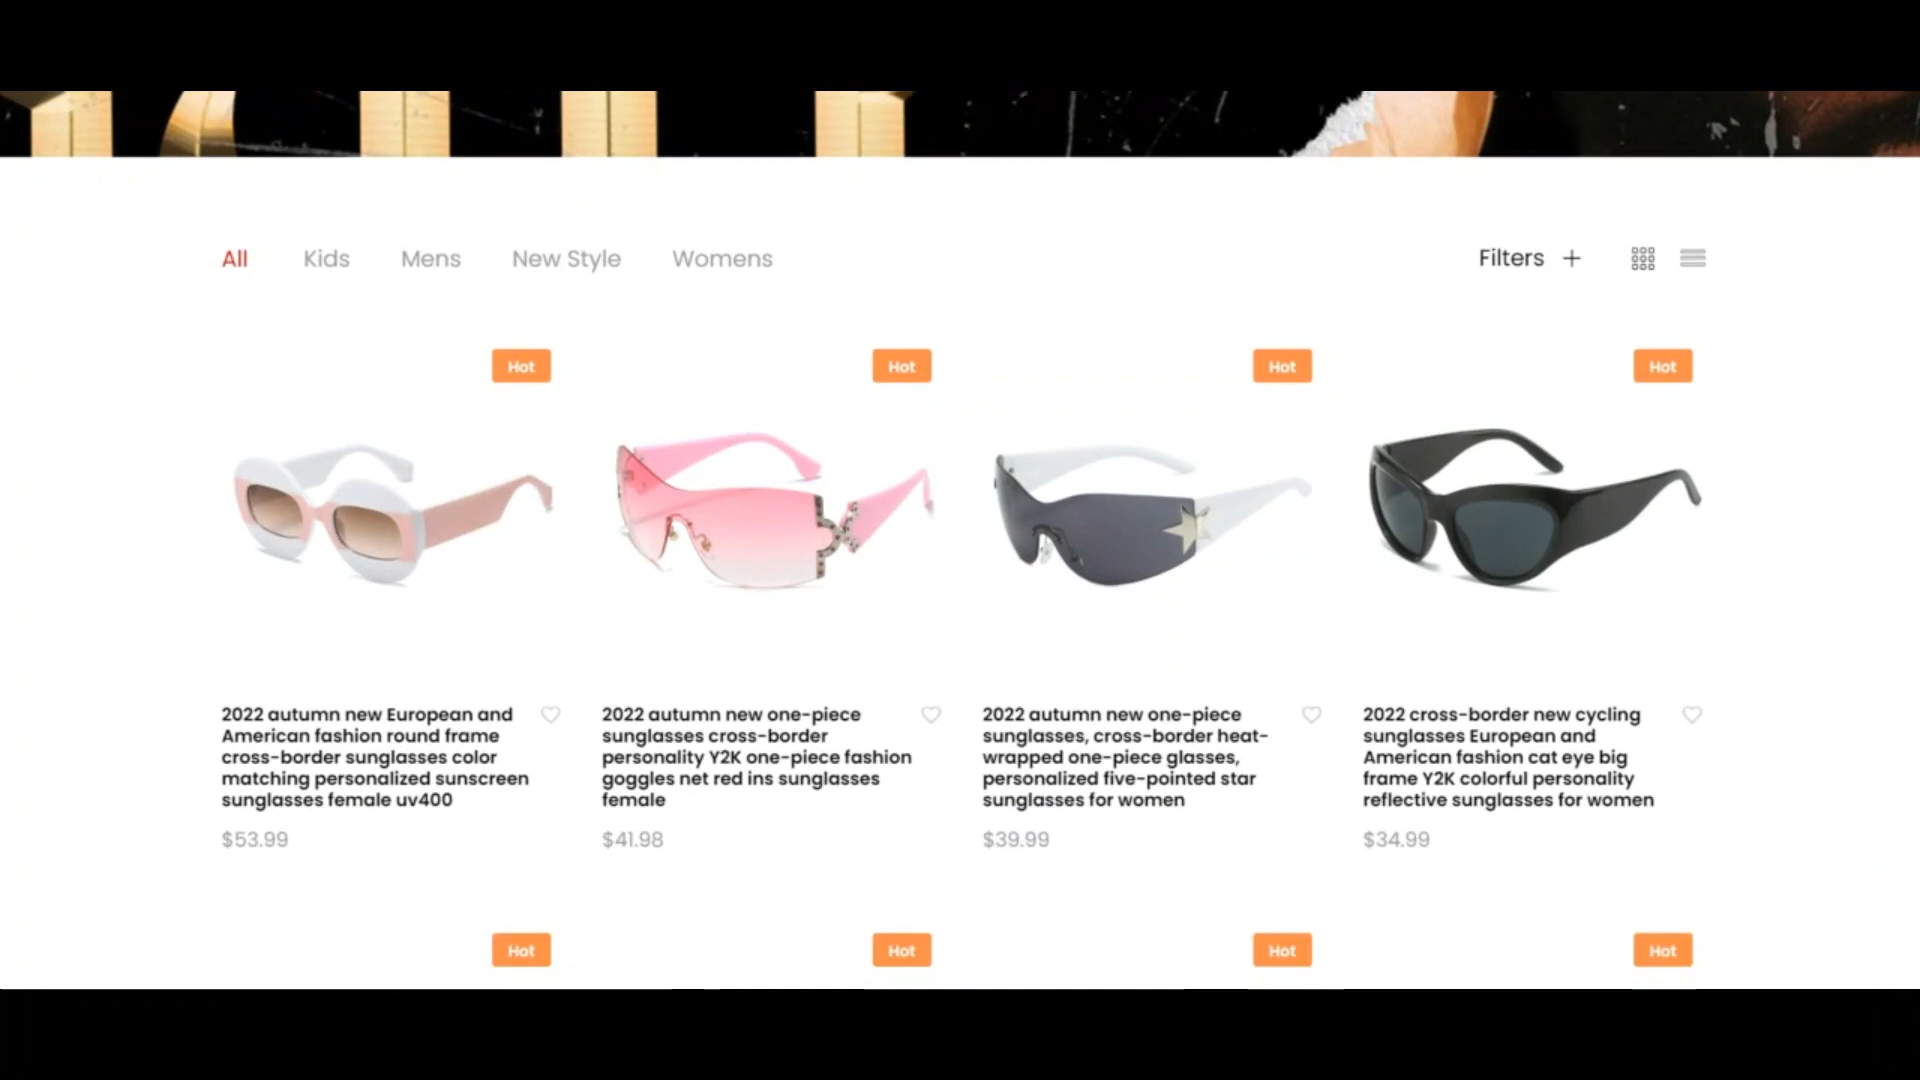 All Kids Mens New Style Womens Filters +
Hot Hot Hot Hot
2022 autumn new European and
American fashion round frame
cross-border sunglasses color
matching personalized sunscreen
sunglasses female uv400
$53.99
2022 autumn new one-piece
sunglasses cross-border
personality Y2K one-piece fashion
goggles net red ins sunglasses
female
$41.98
2022 autumn new one-piece
sunglasses, cross-border heat-
wrapped one-piece glasses,
personalized five-pointed star
sunglasses for women
$39.99
2022 cross-border new cycling
sunglasses European and
American fashion cat eye big
frame Y2K colorful personality
reflective sunglasses for women
$34.99
Hot Hot Hot Hot